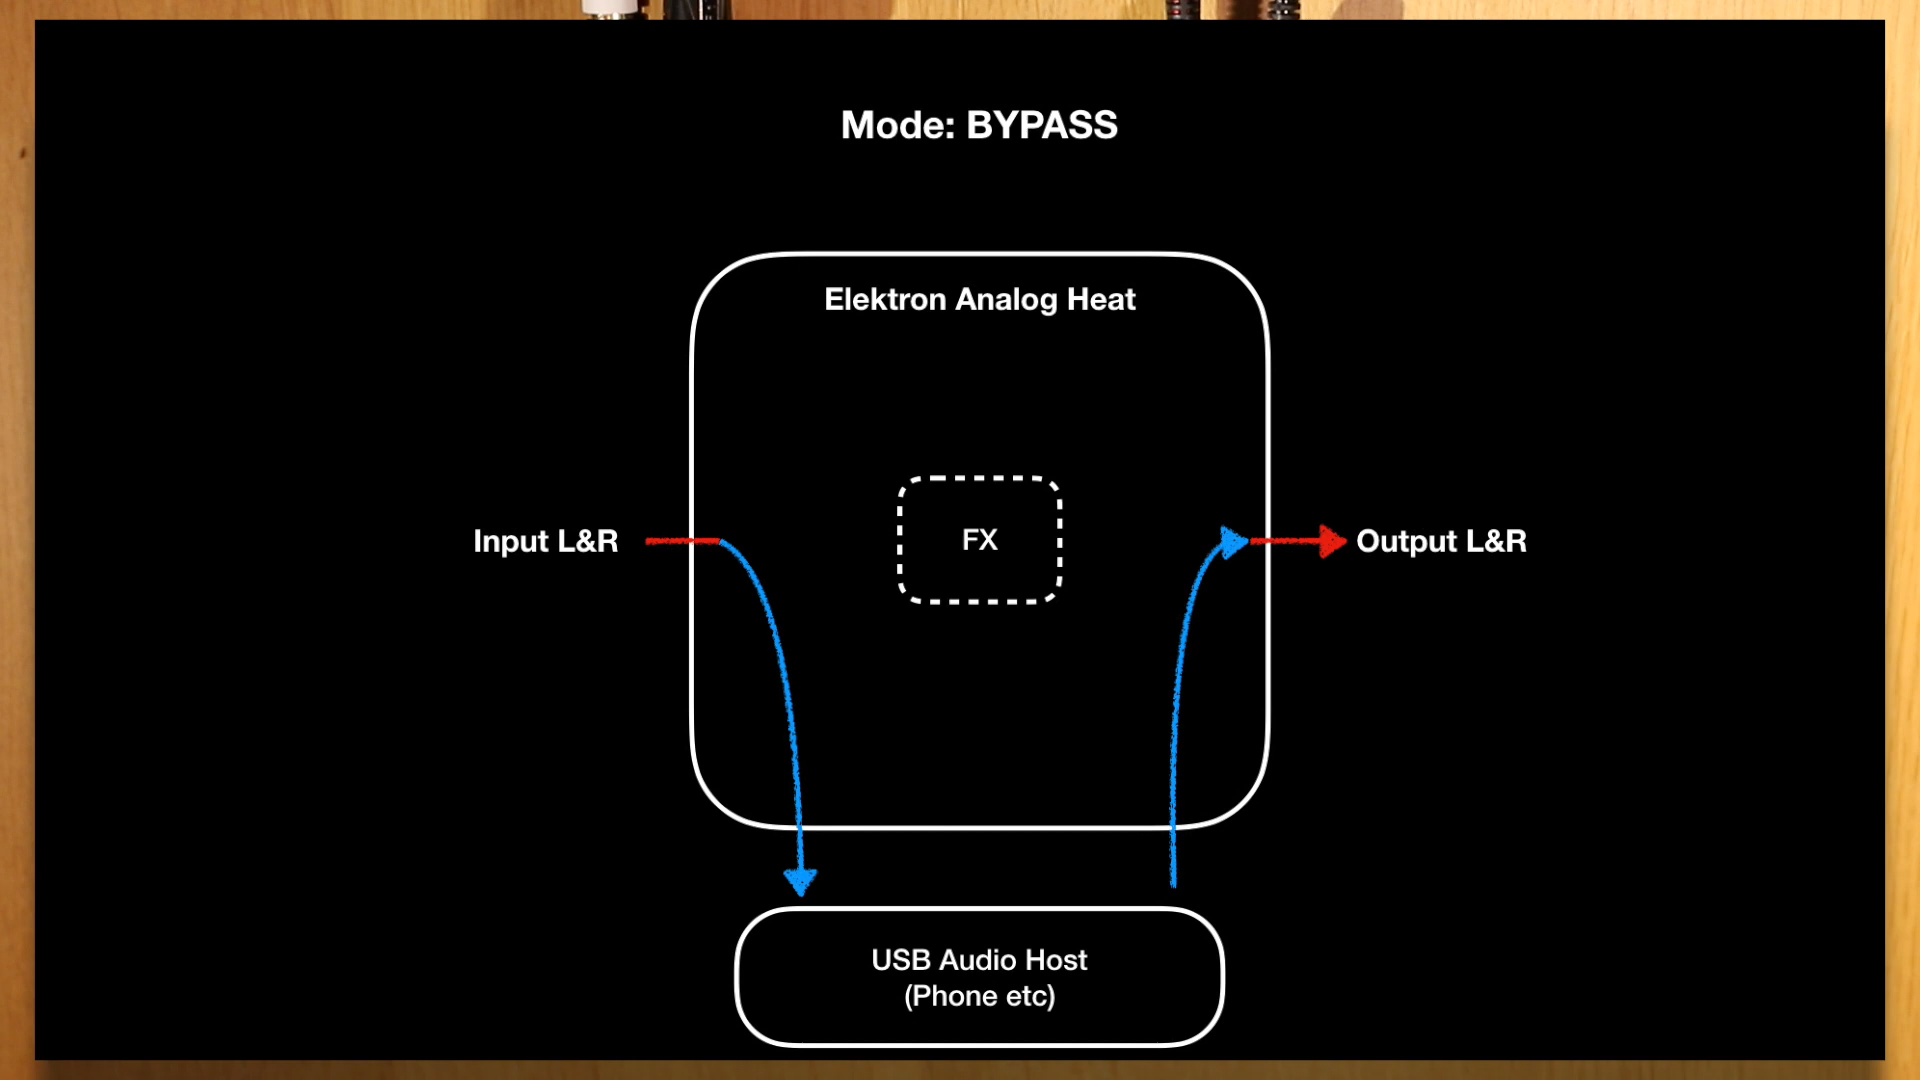 Mode: BYPASS
Elektron Analog Heat
FX
Input L&R
Output L&R
USB Audio Host
(Phone etc)